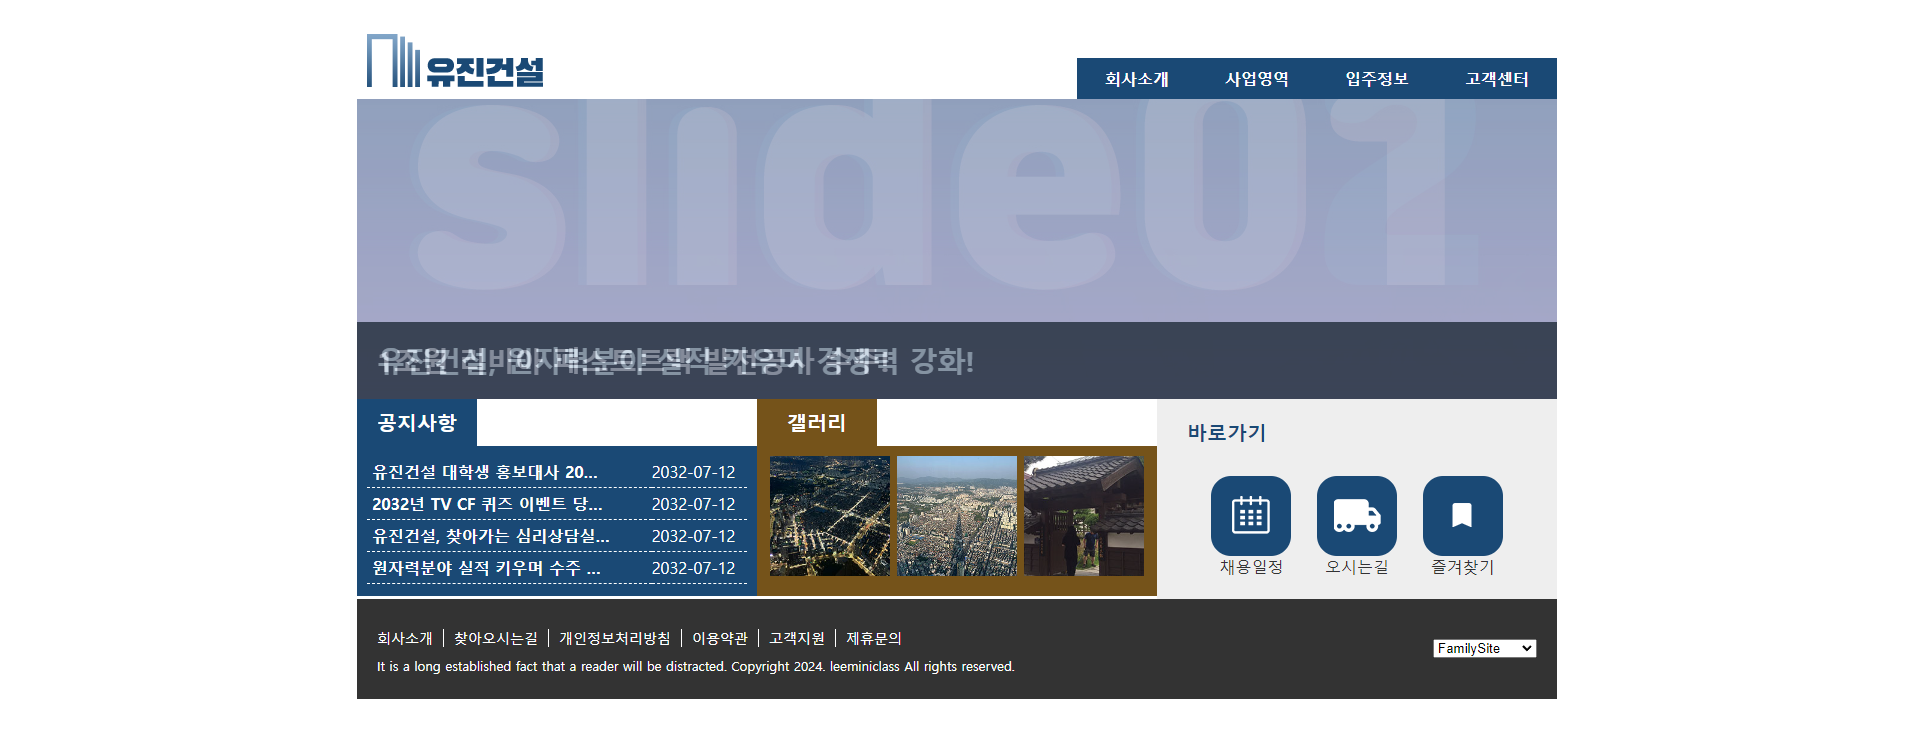 유진건설
회사소개 사업영역 입주정보 고객센터
공지사항
유진건설 대학생 홍보대사 20... 2032-07-12
2032년 TV CF 퀴즈 이벤트 당... 2032-07-12
유진건설, 찾아가는 심리상담실... 2032-07-12
원자력분야 실적 키우며 수주 ... 2032-07-12
갤러리
바로가기
채용일정 오시는길 즐겨찾기
회사소개 찾아오시는길 개인정보처리방침 이용약관 고객지원 제휴문의
It is a long established fact that a reader will be distracted. Copyright 2024. leeminiclass All rights reserved.
FamilySite